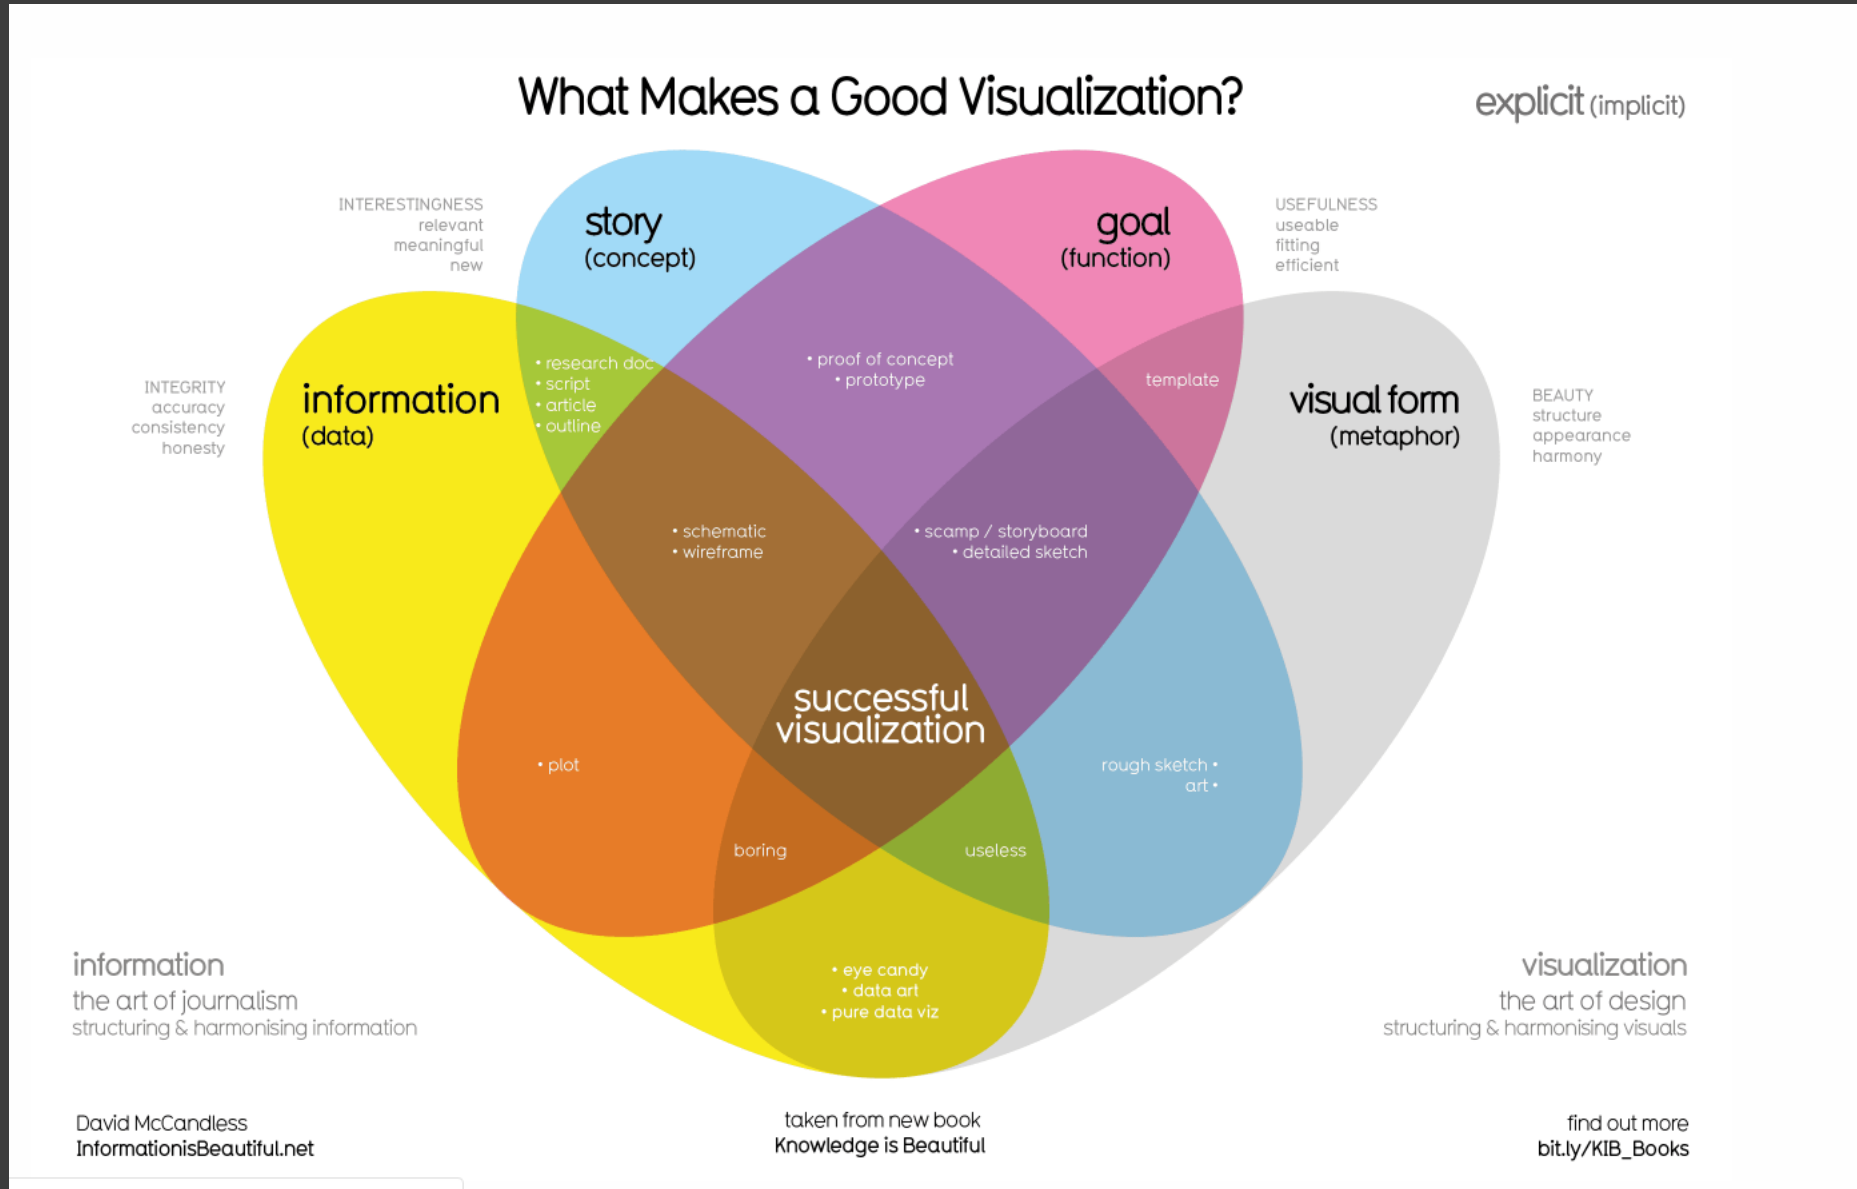 What Makes a Good Visualization?
explicit (implicit)
INTERESTINGNESS
relevant
meaningful
new
story
(concept)
goal
(function)
USEFULNESS
useable
fitting
efficient
INTEGRITY
accuracy
consistency
honesty
information
(data)
• research doc
• script
• article
• outline
• proof of concept
• prototype
template
visual form
(metaphor)
BEAUTY
structure
appearance
harmony
• schematic
• wireframe
• scamp / storyboard
• detailed sketch
successful
visualization
• plot
rough sketch •
art •
boring
useless
• eye candy
• data art
• pure data viz
information
the art of journalism
structuring & harmonising information
visualization
the art of design
structuring & harmonising visuals
David McCandless
InformationisBeautiful.net
taken from new book
Knowledge is Beautiful
find out more
bit.ly/KIB_Books